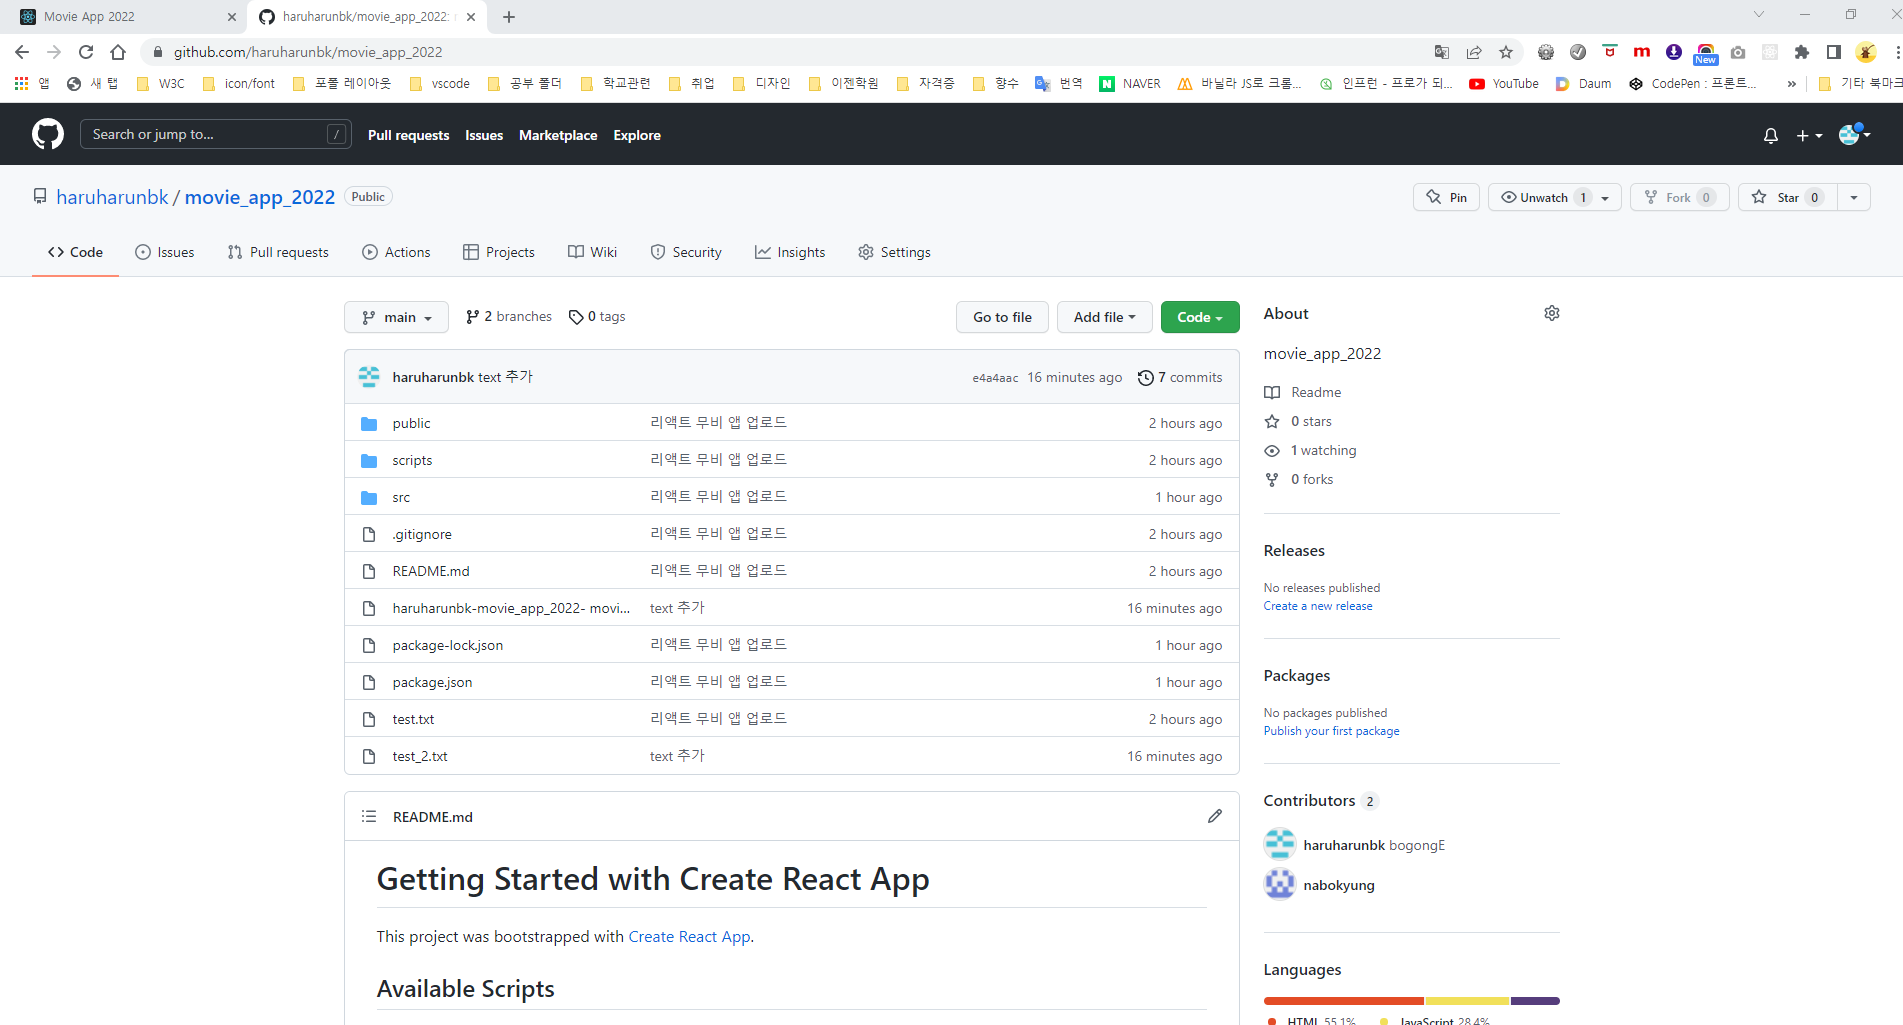 Movie App 2022
haruharunbk/movie_app_2022:
github.com/haruharunbk/movie_app_2022
New
앱 새 탭 W3C icon/font 포폴 레이아웃 vscode 공부 폴더 학교관련 취업 디자인 이젠학원 자격증 향수 번역 NAVER 바닐라 JS로 크롬... 인프런 - 프로가 되... YouTube Daum CodePen : 프론트... » 기타 북마크
Search or jump to... / Pull requests Issues Marketplace Explore
haruharunbk / movie_app_2022 Public
Pin Unwatch 1 Fork 0 Star 0
Code Issues Pull requests Actions Projects Wiki Security Insights Settings
main 2 branches 0 tags Go to file Add file Code
haruharunbk text 추가 e4a4aac 16 minutes ago 7 commits
public 리액트 무비 앱 업로드 2 hours ago
scripts 리액트 무비 앱 업로드 2 hours ago
src 리액트 무비 앱 업로드 1 hour ago
.gitignore 리액트 무비 앱 업로드 2 hours ago
README.md 리액트 무비 앱 업로드 2 hours ago
haruharunbk-movie_app_2022- movi... text 추가 16 minutes ago
package-lock.json 리액트 무비 앱 업로드 1 hour ago
package.json 리액트 무비 앱 업로드 1 hour ago
test.txt 리액트 무비 앱 업로드 2 hours ago
test_2.txt text 추가 16 minutes ago
README.md
Getting Started with Create React App
This project was bootstrapped with Create React App.
Available Scripts
About
movie_app_2022
Readme
0 stars
1 watching
0 forks
Releases
No releases published
Create a new release
Packages
No packages published
Publish your first package
Contributors 2
haruharunbk bogongE
nabokyung
Languages
HTML 55.1% JavaScript 28.4%